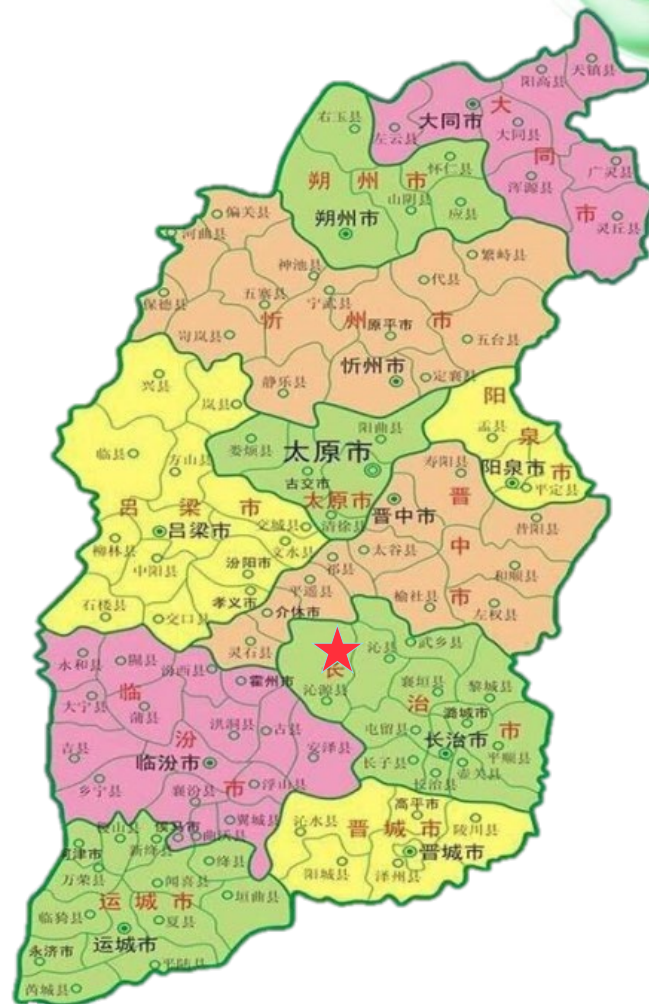 天镇县
阳高县
大
大同市
大同县
右玉县
左云县
同
怀仁县
广灵县
朔州市
浑源县
山阴县
应县
市
灵丘县
朔州市
偏关县
河曲县
繁峙县
神池县
代县
五寨县
宁武县
保德县
忻州市
原平市
岢岚县
五台县
忻州市
定襄县
静乐县
兴县
岚县
阳
泉
市
盂县
阳泉市
平定县
阳曲县
娄烦县
太原市
古交市
太原市
清徐县
临县
方山县
吕梁市
吕梁市
交城县
文水县
柳林县
中阳县
汾阳市
孝义市
石楼县
交口县
寿阳县
晋
中
市
晋中市
昔阳县
太谷县
祁县
和顺县
平遥县
榆社县
左权县
介休市
灵石县
武乡县
沁县
长
治
市
沁源县
襄垣县
黎城县
潞城市
屯留县
长治市
平顺县
长子县
壶关县
长治县
永和县
隰县
汾西县
霍州市
临
汾
市
大宁县
蒲县
洪洞县
古县
吉县
临汾市
安泽县
乡宁县
襄汾县
浮山县
翼城县
侯马市
曲沃县
高平市
沁水县
晋城市
陵川县
晋城市
阳城县
泽州县
稷山县
新绛县
河津市
绛县
万荣县
闻喜县
运城市
垣曲县
临猗县
夏县
运城市
永济市
平陆县
芮城县